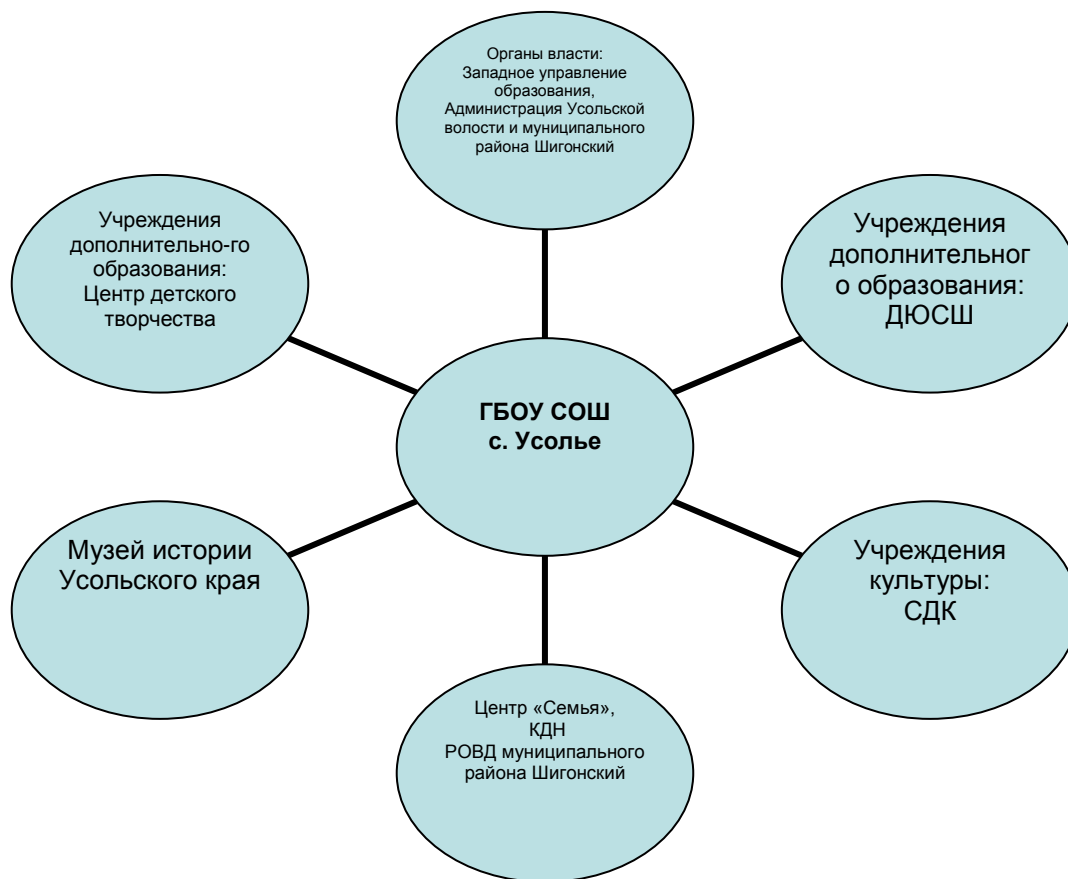 Органы власти:
Западное управление
образования,
Администрация Усольской
волости и муниципального
района Шигонский
Учреждения
дополнительно-го
образования:
Центр детского
творчества
Учреждения
дополнительног
о образования:
ДЮСШ
ГБОУ СОШ
с. Усолье
Музей истории
Усольского края
Учреждения
культуры:
СДК
Центр «Семья»,
КДН
РОВД муниципального
района Шигонский